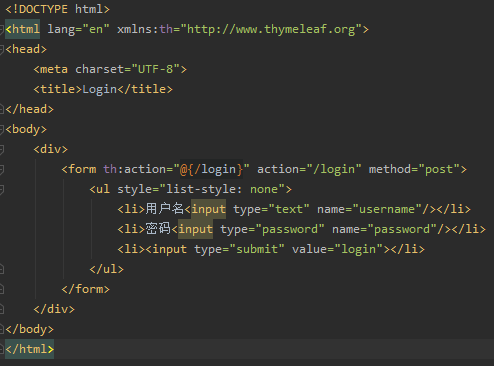 <!DOCTYPE html>
<html lang="en" xmlns:th="http://www.thymeleaf.org">
<head>
    <meta charset="UTF-8">
    <title>Login</title>
</head>
<body>
    <div>
        <form th:action="@{/login}" action="/login" method="post">
            <ul style="list-style: none">
                <li>用户名<input type="text" name="username"/></li>
                <li>密码<input type="password" name="password"/></li>
                <li><input type="submit" value="login"></li>
            </ul>
        </form>
    </div>
</body>
</html>